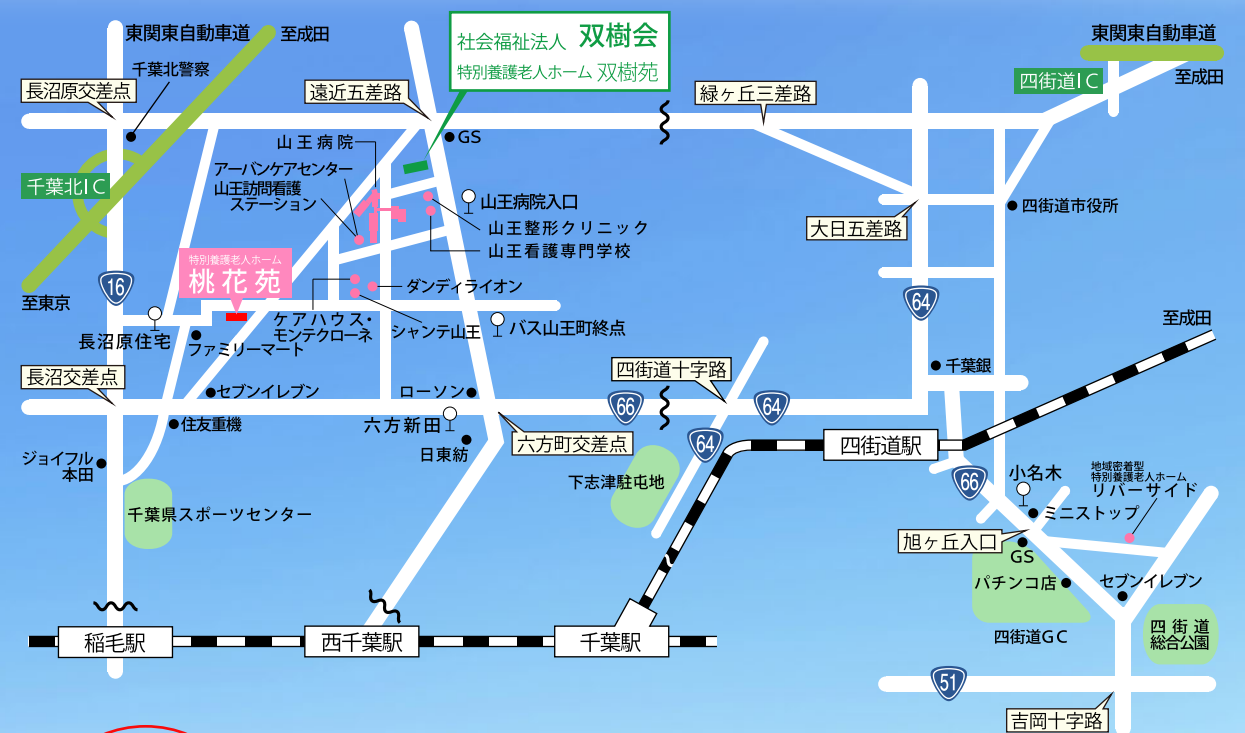 東関東自動車道
至成田
社会福祉法人 双樹会
特別養護老人ホーム 双樹苑
東関東自動車道
四街道IC
至成田
千葉北警察
長沼原交差点
遠近五差路
緑ヶ丘三差路
GS
山王病院
アーバンケアセンター
山王訪問看護
ステーション
千葉北IC
山王病院入口
山王整形クリニック
山王看護専門学校
四街道市役所
大日五差路
特別養護老人ホーム
桃花苑
16
至東京
ダンディライオン
64
長沼原住宅
ファミリーマート
ケアハウス・
モンテクローネ
シャンテ山王
バス山王町終点
至成田
長沼交差点
セブンイレブン
ローソン
四街道十字路
千葉銀
66
64
住友重機
六方新田
日東紡
六方町交差点
64
四街道駅
ジョイフル
本田
下志津駐屯地
66
小名木
地域密着型
特別養護老人ホーム
リバーサイド
千葉県スポーツセンター
ミニストップ
旭ヶ丘入口
GS
パチンコ店
セブンイレブン
稲毛駅
西千葉駅
千葉駅
四街道GC
四街道
総合公園
51
吉岡十字路